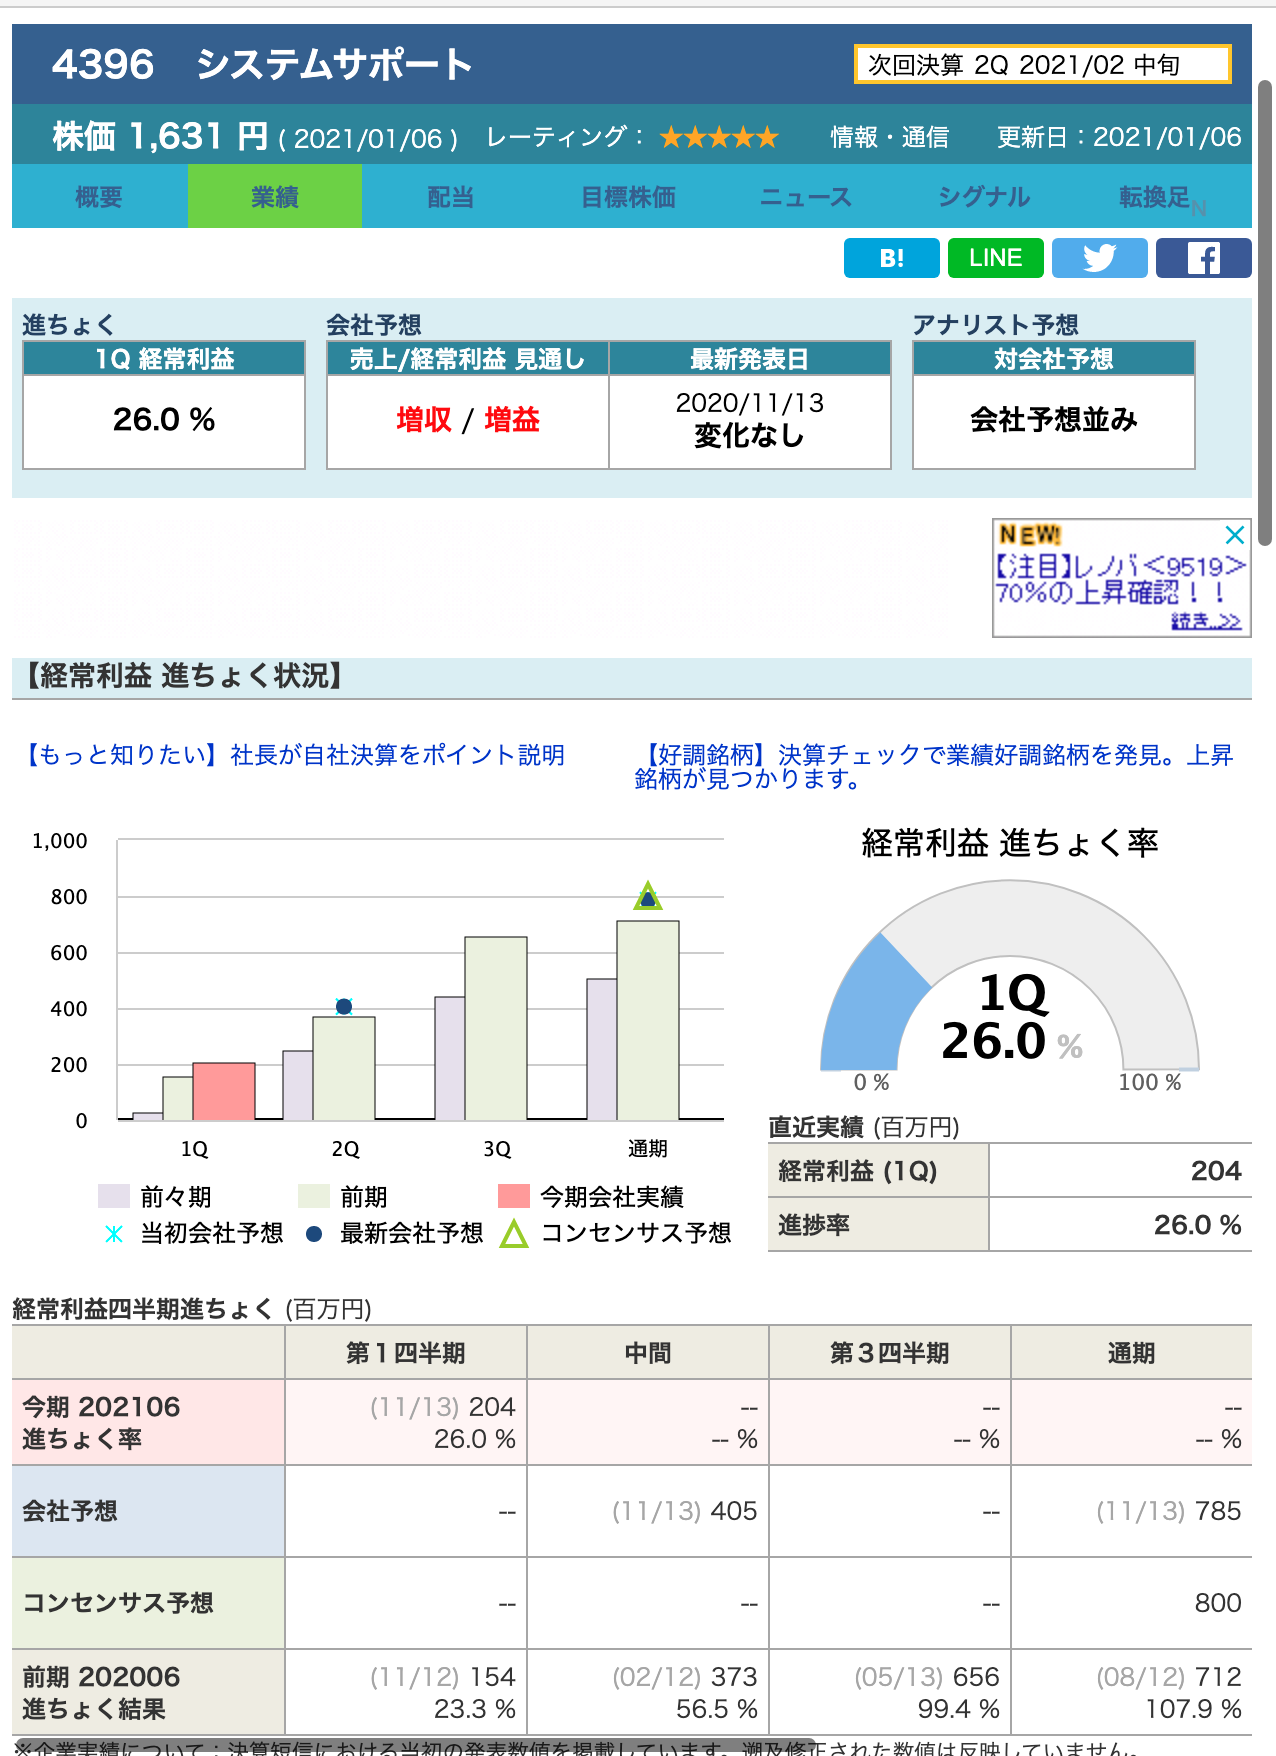 4396 システムサポート
次回決算 2Q 2021/02 中旬
株価 1,631 円 ( 2021/01/06 ) レーティング： ★★★★★ 情報・通信 更新日：2021/01/06
概要 業績 配当 目標株価 ニュース シグナル 転換足 N
B! LINE
進ちょく 会社予想 アナリスト予想
1Q 経常利益 売上/経常利益 見通し 最新発表日 対会社予想
26.0 % 増収 / 増益 2020/11/13 会社予想並み
変化なし
NEW!
【注目】レノバ<9519>
70%の上昇確認！！
続き..>>
【経常利益 進ちょく状況】
【もっと知りたい】社長が自社決算をポイント説明
【好調銘柄】決算チェックで業績好調銘柄を発見。上昇
銘柄が見つかります。
1,000
800
600
400
200
0
1Q 2Q 3Q 通期
前々期 前期 今期会社実績
当初会社予想 最新会社予想 コンセンサス予想
経常利益 進ちょく率
1Q
26.0 %
0 % 100 %
直近実績 (百万円)
経常利益 (1Q) 204
進捗率 26.0 %
経常利益四半期進ちょく (百万円)
第１四半期 中間 第３四半期 通期
今期 202106 (11/13) 204 -- -- --
進ちょく率 26.0 % -- % -- % -- %
会社予想 -- (11/13) 405 -- (11/13) 785
コンセンサス予想 -- -- -- 800
前期 202006 (11/12) 154 (02/12) 373 (05/13) 656 (08/12) 712
進ちょく結果 23.3 % 56.5 % 99.4 % 107.9 %
※企業実績について：決算短信における当初の発表数値を掲載しています。遡及修正された数値は反映していません。